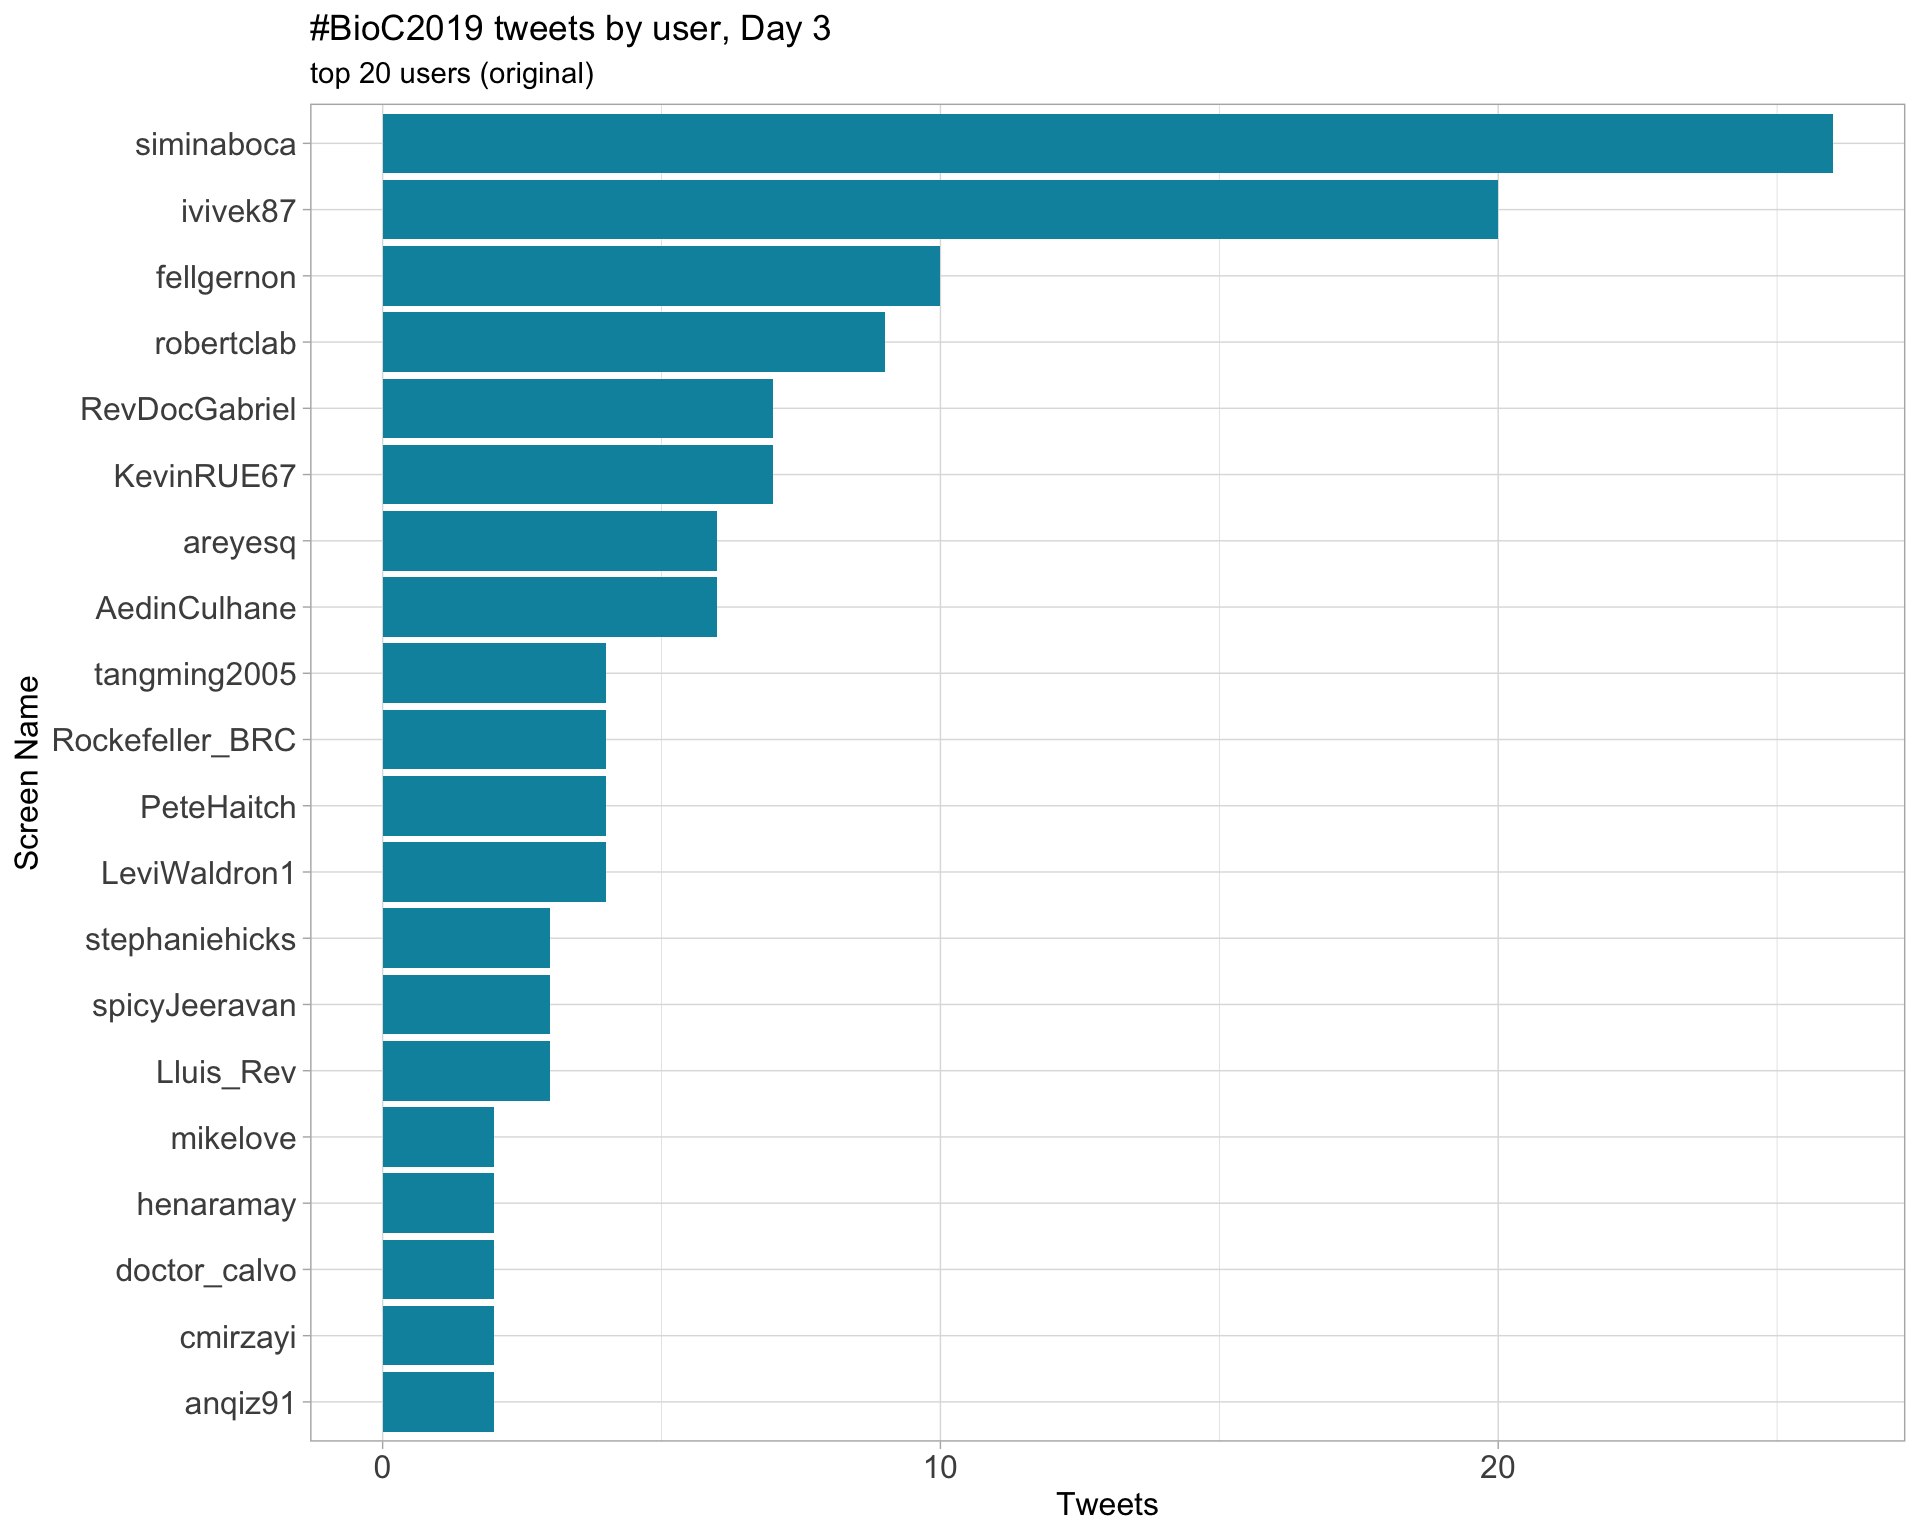 #BioC2019 tweets by user, Day 3
top 20 users (original)
siminaboca
ivivek87
fellgernon
robertclab
RevDocGabriel
KevinRUE67
areyesq
AedinCulhane
tangming2005
Rockefeller_BRC
PeteHaitch
LeviWaldron1
stephaniehicks
spicyJeeravan
Lluis_Rev
mikelove
henaramay
doctor_calvo
cmirzayi
anqiz91
Screen Name
0 10 20
Tweets